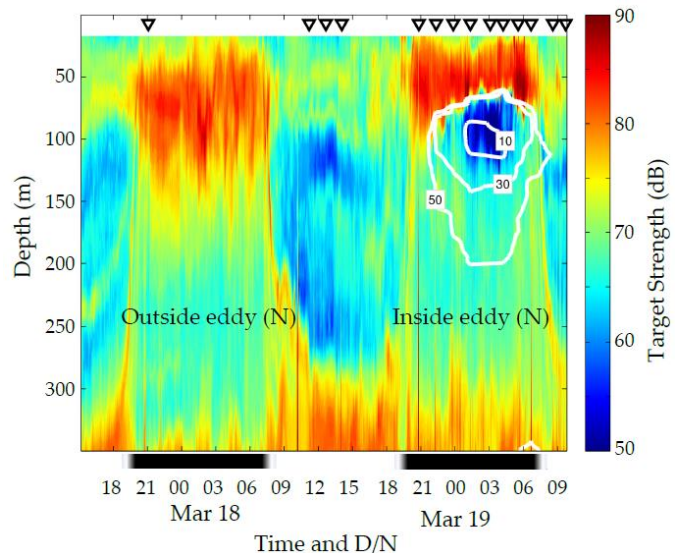 90
50
100
150
200
250
300
Depth (m)
10
30
50
Outside eddy (N)
Inside eddy (N)
80
70
60
50
Target Strength (dB)
18 21 00 03 06 09 12 15 18 21 00 03 06 09
Mar 18
Mar 19
Time and D/N